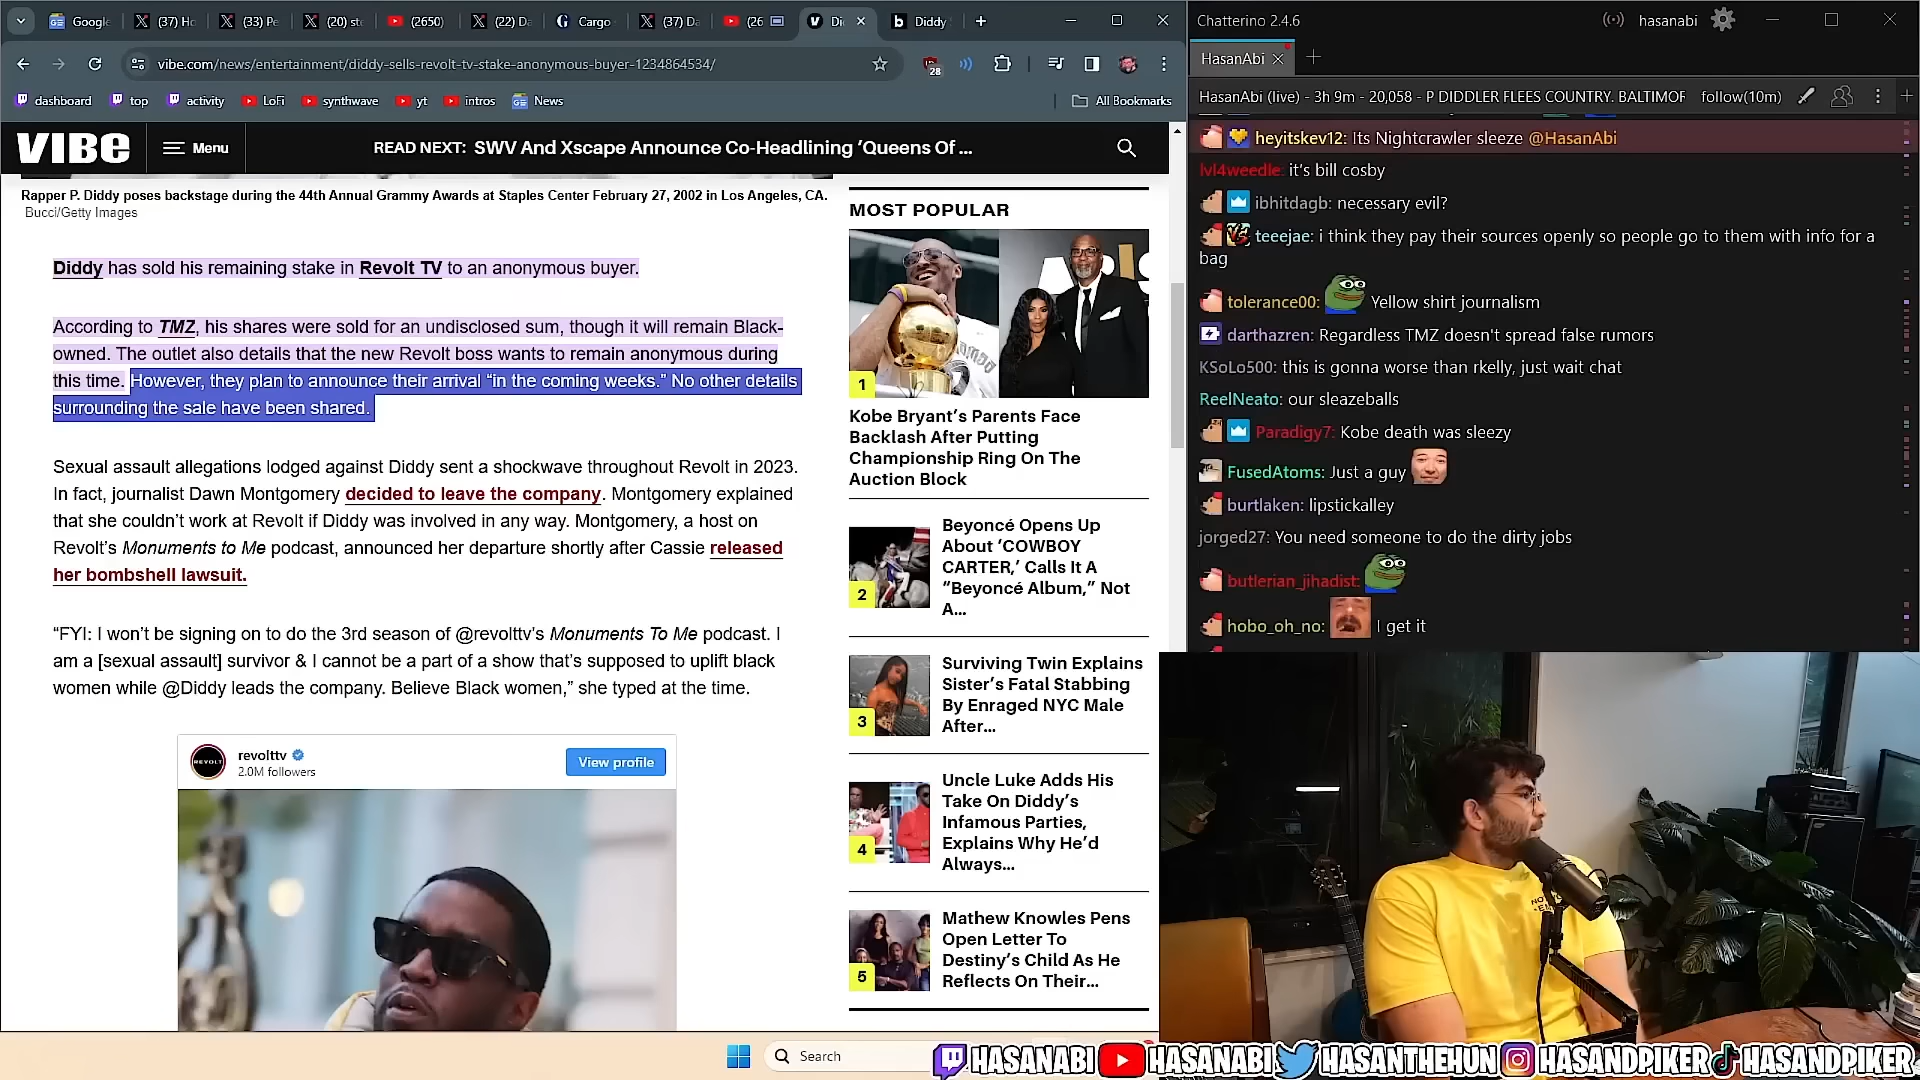 Google
(37) Ho
(33) Pe
(20) st
(2650)
(22) Da
Cargo
(37) Da
(26
Di
Diddy
vibe.com/news/entertainment/diddy-sells-revolt-tv-stake-anonymous-buyer-1234864534/
28
dashboard
top
activity
LoFi
synthwave
yt
intros
News
All Bookmarks
VIBE
Menu
READ NEXT: SWV And Xscape Announce Co-Headlining ‘Queens Of ...
Rapper P. Diddy poses backstage during the 44th Annual Grammy Awards at Staples Center February 27, 2002 in Los Angeles, CA.
Bucci/Getty Images
Diddy has sold his remaining stake in Revolt TV to an anonymous buyer.
According to TMZ, his shares were sold for an undisclosed sum, though it will remain Black-
owned. The outlet also details that the new Revolt boss wants to remain anonymous during
this time. However, they plan to announce their arrival “in the coming weeks.” No other details
surrounding the sale have been shared.
Sexual assault allegations lodged against Diddy sent a shockwave throughout Revolt in 2023.
In fact, journalist Dawn Montgomery decided to leave the company. Montgomery explained
that she couldn’t work at Revolt if Diddy was involved in any way. Montgomery, a host on
Revolt’s Monuments to Me podcast, announced her departure shortly after Cassie released
her bombshell lawsuit.
“FYI: I won’t be signing on to do the 3rd season of @revolttv’s Monuments To Me podcast. I
am a [sexual assault] survivor & I cannot be a part of a show that’s supposed to uplift black
women while @Diddy leads the company. Believe Black women,” she typed at the time.
REVOLT
revolttv
2.0M followers
View profile
MOST POPULAR
1
Kobe Bryant’s Parents Face
Backlash After Putting
Championship Ring On The
Auction Block
2
Beyoncé Opens Up
About ‘COWBOY
CARTER,’ Calls It A
“Beyoncé Album,” Not
A...
3
Surviving Twin Explains
Sister’s Fatal Stabbing
By Enraged NYC Male
After...
4
Uncle Luke Adds His
Take On Diddy’s
Infamous Parties,
Explains Why He’d
Always...
5
Mathew Knowles Pens
Open Letter To
Destiny’s Child As He
Reflects On Their...
Chatterino 2.4.6
hasanabi
HasanAbi
HasanAbi (live) - 3h 9m - 20,058 - P DIDDLER FLEES COUNTRY. BALTIMOR
follow(10m)
heyitskev12: Its Nightcrawler sleeze @HasanAbi
lvl4weedle: it's bill cosby
ibhitdagb: necessary evil?
teeejae: i think they pay their sources openly so people go to them with info for a
bag
tolerance00: Yellow shirt journalism
darthazren: Regardless TMZ doesn't spread false rumors
KSoLo500: this is gonna worse than rkelly, just wait chat
ReelNeato: our sleazeballs
Paradigy7: Kobe death was sleezy
FusedAtoms: Just a guy
burtlaken: lipstickalley
jorged27: You need someone to do the dirty jobs
butlerian_jihadist:
hobo_oh_no: I get it
Search
HASANABI
HASANABI
HASANTHEHUN
HASANDPIKER
HASANDPIKER